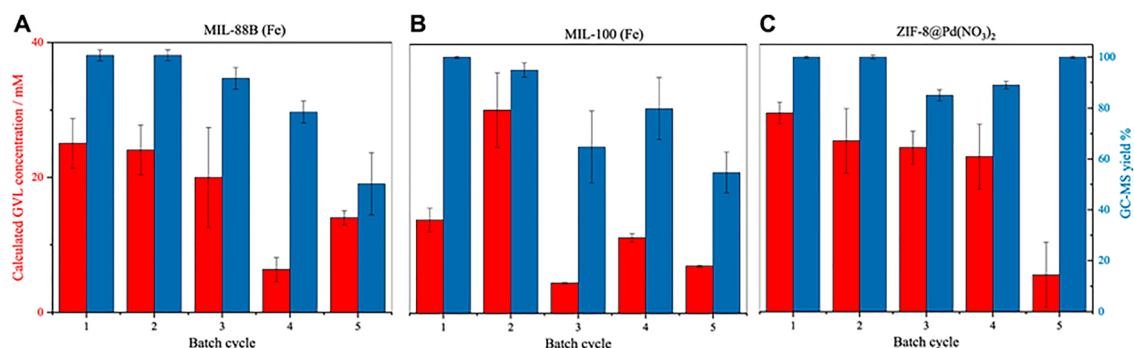 A
MIL-88B (Fe)
B
MIL-100 (Fe)
C
ZIF-8@Pd(NO3)2
Calculated GVL concentration / mM
40
20
0
1 2 3 4 5
Batch cycle
1 2 3 4 5
Batch cycle
1 2 3 4 5
Batch cycle
100
80
60
40
20
0
GC-MS yield %